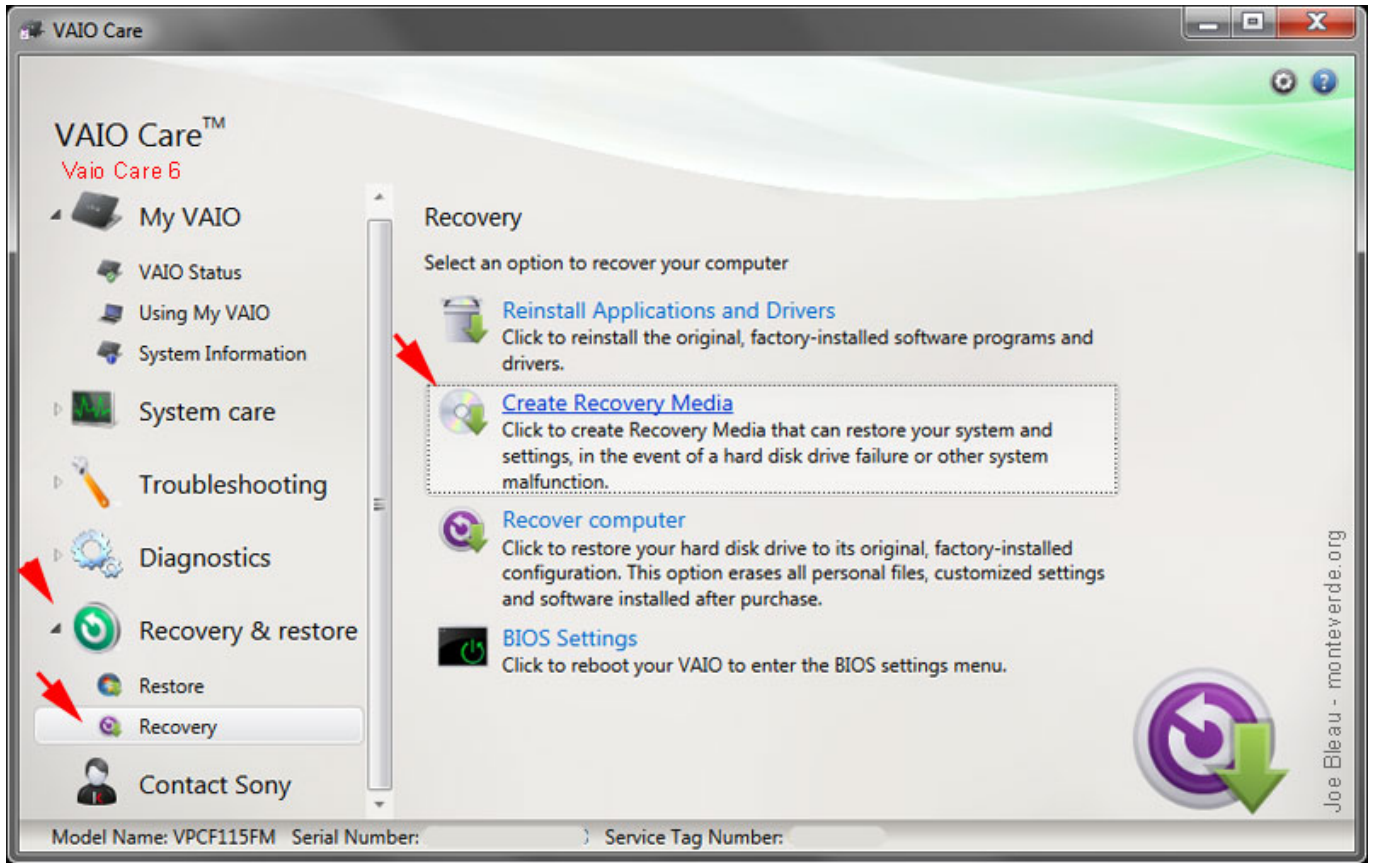 VAIO Care
VAIO Care™
Vaio Care 6
My VAIO
VAIO Status
Using My VAIO
System Information
System care
Troubleshooting
Diagnostics
Recovery & restore
Restore
Recovery
Contact Sony
Recovery
Select an option to recover your computer
Reinstall Applications and Drivers
Click to reinstall the original, factory-installed software programs and
drivers.
Create Recovery Media
Click to create Recovery Media that can restore your system and
settings, in the event of a hard disk drive failure or other system
malfunction.
Recover computer
Click to restore your hard disk drive to its original, factory-installed
configuration. This option erases all personal files, customized settings
and software installed after purchase.
BIOS Settings
Click to reboot your VAIO to enter the BIOS settings menu.
Joe Bleau - monteverde.org
Model Name: VPCF115FM Serial Number: Service Tag Number: